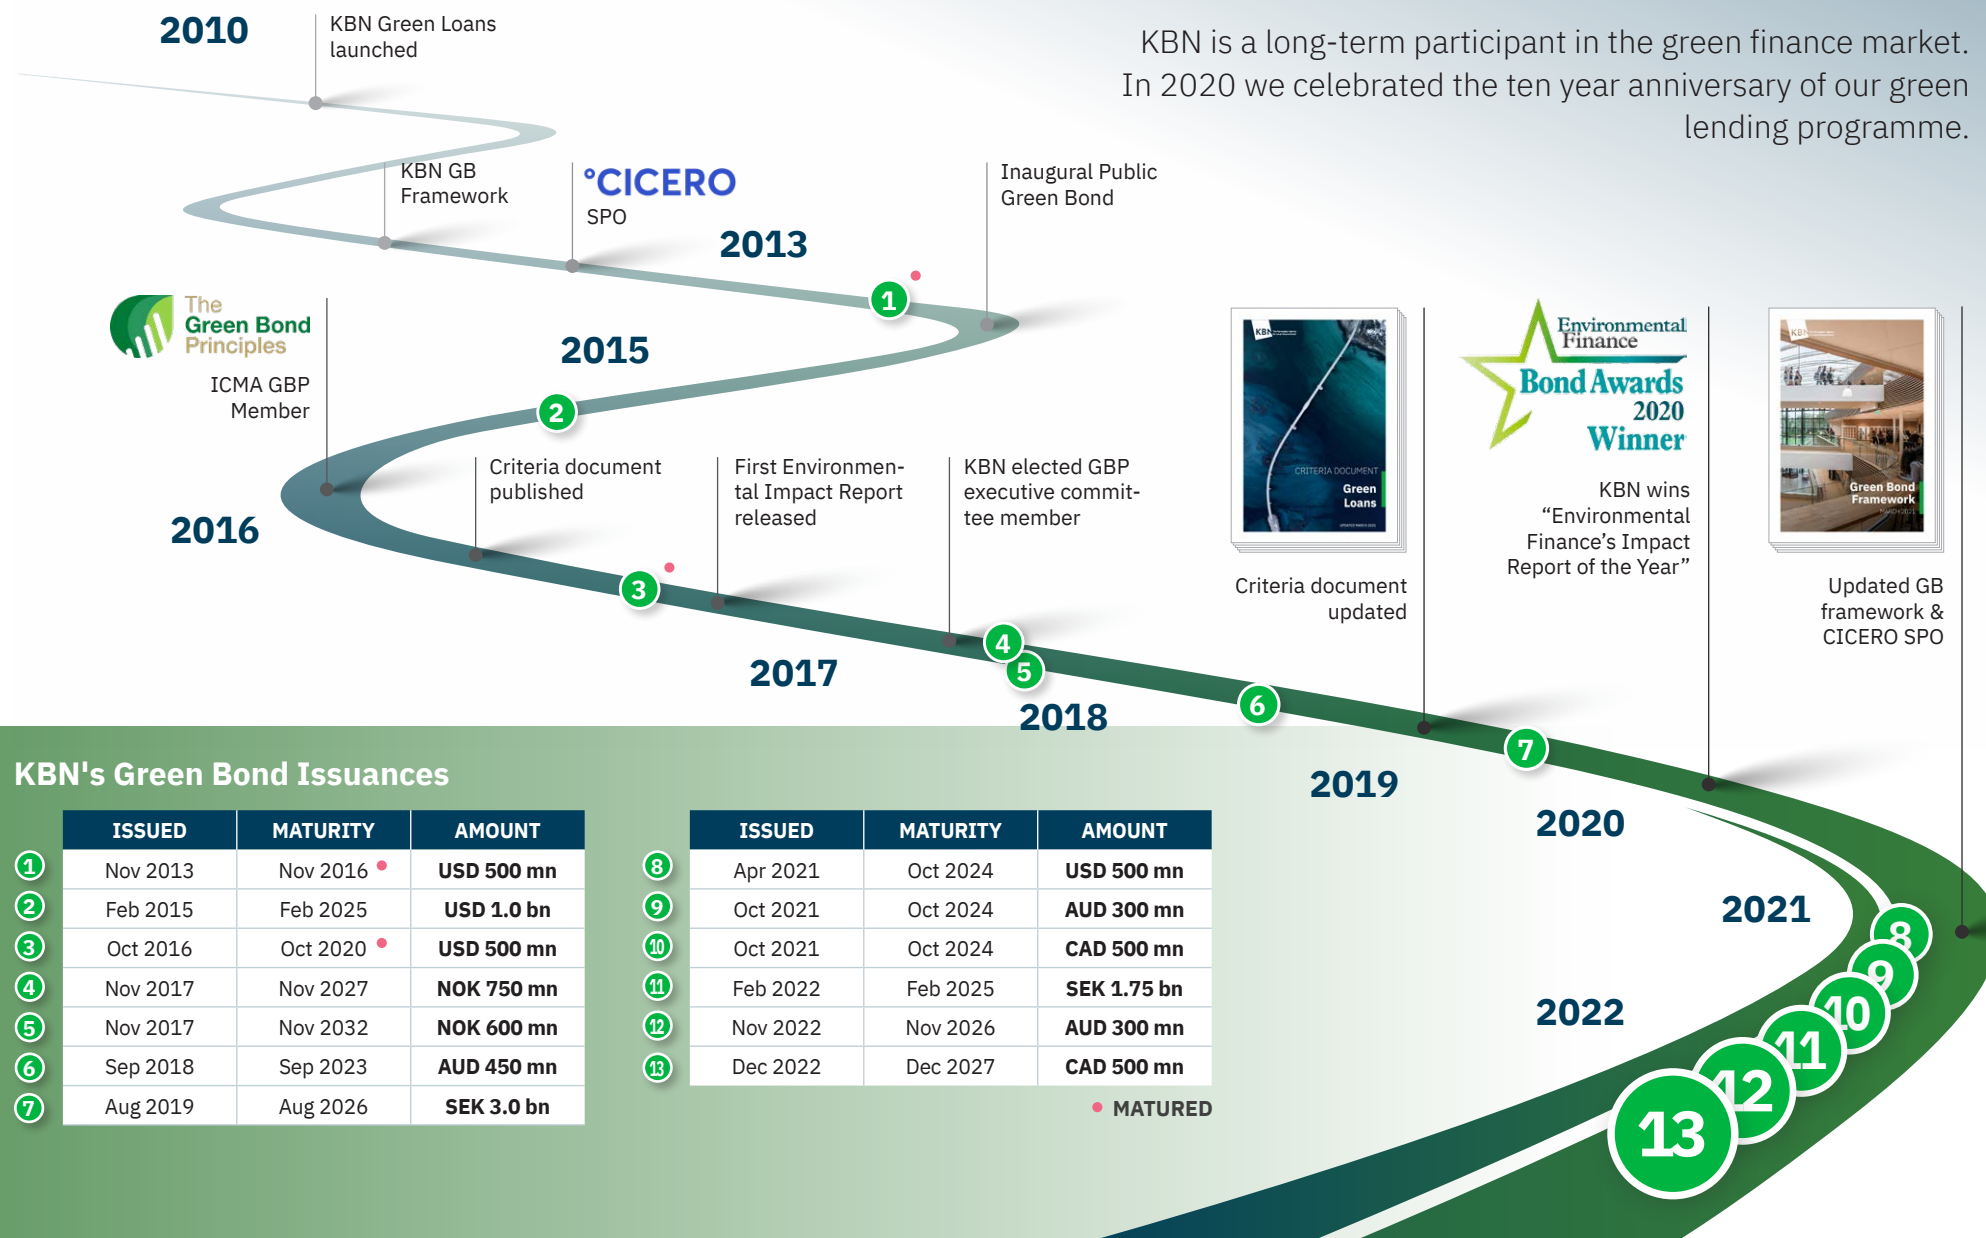 KBN is a long-term participant in the green finance market.
In 2020 we celebrated the ten year anniversary of our green
lending programme.
2010
KBN Green Loans
launched
KBN GB
Framework
°CICERO
SPO
2013
Inaugural Public
Green Bond
1
The
Green Bond
Principles
ICMA GBP
Member
2015
2
2016
Criteria document
published
3
First Environmen-
tal Impact Report
released
KBN elected GBP
executive commit-
tee member
2017
4
5
2018
6
KBN
CRITERIA DOCUMENT
Green
Loans
UPDATED MARCH 2021
Criteria document
updated
2019
7
Environmental
Finance
Bond Awards
2020
Winner
KBN wins
“Environmental
Finance’s Impact
Report of the Year”
2020
KBN
Green Bond
Framework
MARCH 2021
Updated GB
framework &
CICERO SPO
2021
8
9
10
2022
11
12
13
KBN's Green Bond Issuances
ISSUED MATURITY AMOUNT
1 Nov 2013 Nov 2016 USD 500 mn
2 Feb 2015 Feb 2025 USD 1.0 bn
3 Oct 2016 Oct 2020 USD 500 mn
4 Nov 2017 Nov 2027 NOK 750 mn
5 Nov 2017 Nov 2032 NOK 600 mn
6 Sep 2018 Sep 2023 AUD 450 mn
7 Aug 2019 Aug 2026 SEK 3.0 bn
ISSUED MATURITY AMOUNT
8 Apr 2021 Oct 2024 USD 500 mn
9 Oct 2021 Oct 2024 AUD 300 mn
10 Oct 2021 Oct 2024 CAD 500 mn
11 Feb 2022 Feb 2025 SEK 1.75 bn
12 Nov 2022 Nov 2026 AUD 300 mn
13 Dec 2022 Dec 2027 CAD 500 mn
MATURED